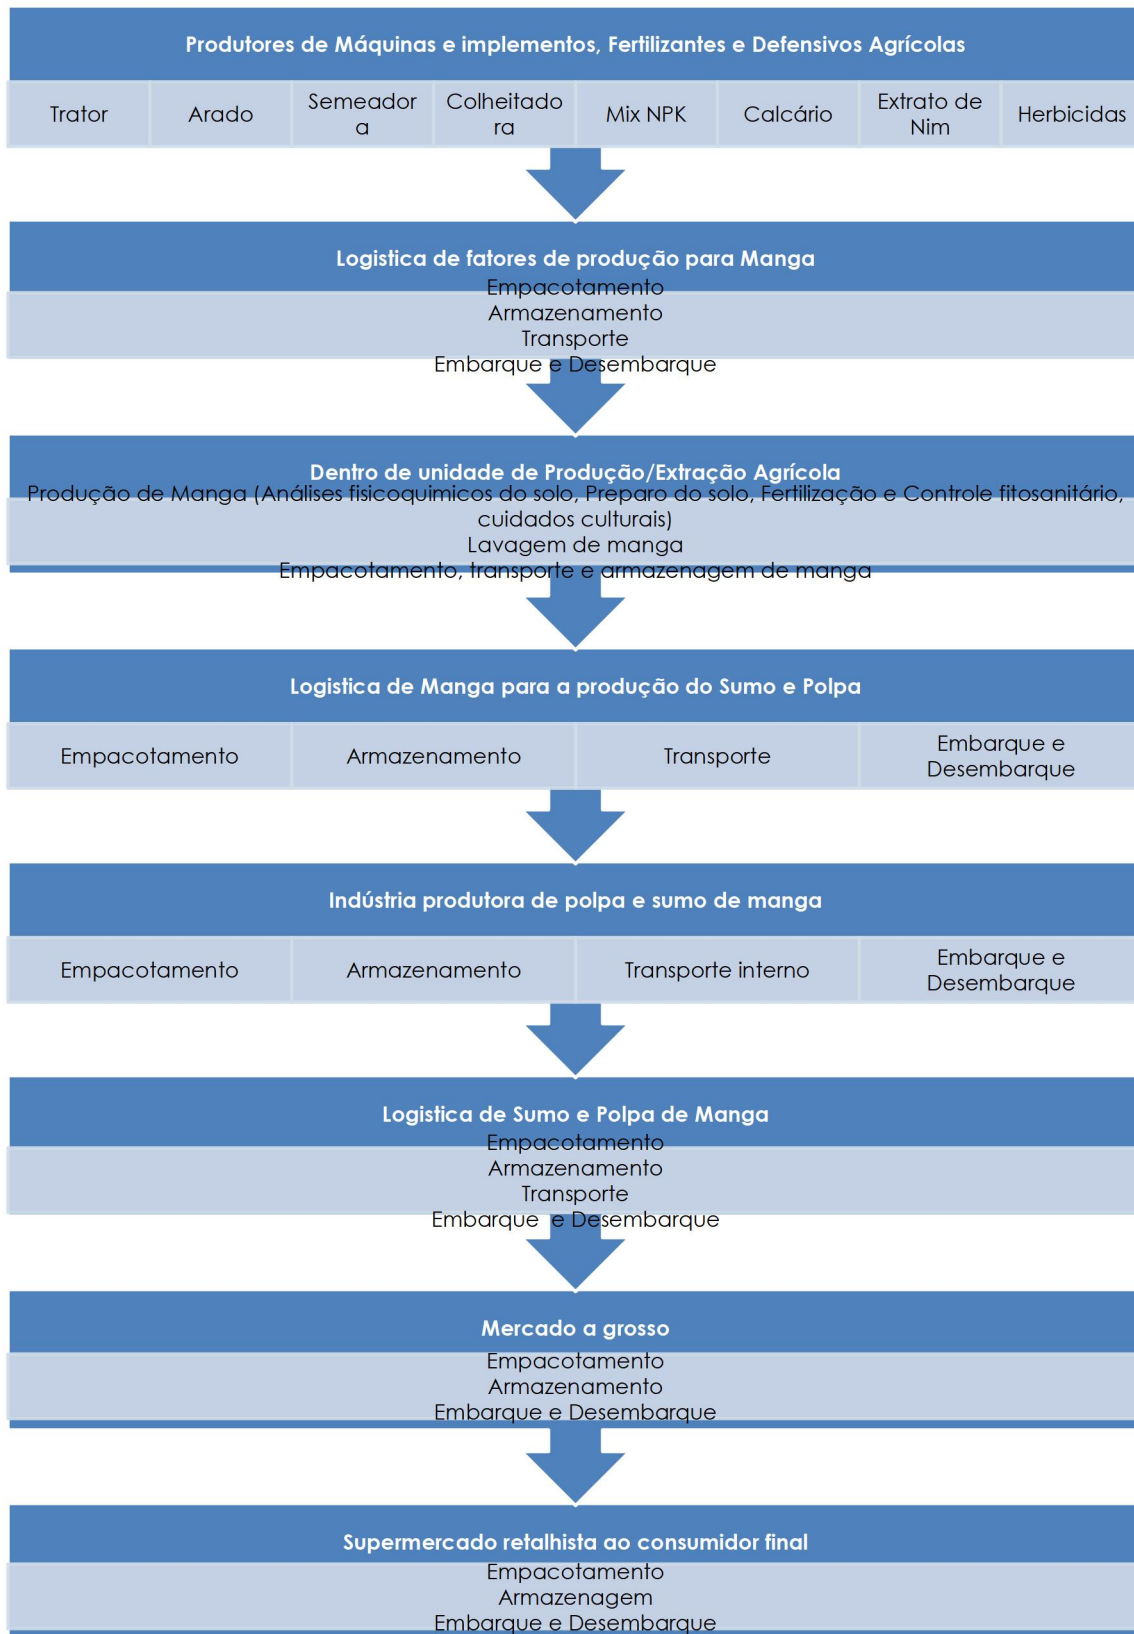 Produtores de Máquinas e implementos, Fertilizantes e Defensivos Agrícolas
Trator
Arado
Semeador
a
Colheitado
ra
Mix NPK
Calcário
Extrato de
Nim
Herbicidas
Logistica de fatores de produção para Manga
Empacotamento
Armazenamento
Transporte
Embarque e Desembarque
Dentro de unidade de Produção/Extração Agrícola
Produção de Manga (Análises fisicoquimicos do solo, Preparo do solo, Fertilização e Controle fitosanitário,
cuidados culturais)
Lavagem de manga
Empacotamento, transporte e armazenagem de manga
Logistica de Manga para a produção do Sumo e Polpa
Empacotamento
Armazenamento
Transporte
Embarque e
Desembarque
Indústria produtora de polpa e sumo de manga
Empacotamento
Armazenamento
Transporte interno
Embarque e
Desembarque
Logistica de Sumo e Polpa de Manga
Empacotamento
Armazenamento
Transporte
Embarque  e Desembarque
Mercado a grosso
Empacotamento
Armazenamento
Embarque e Desembarque
Supermercado retalhista ao consumidor final
Empacotamento
Armazenagem
Embarque e Desembarque